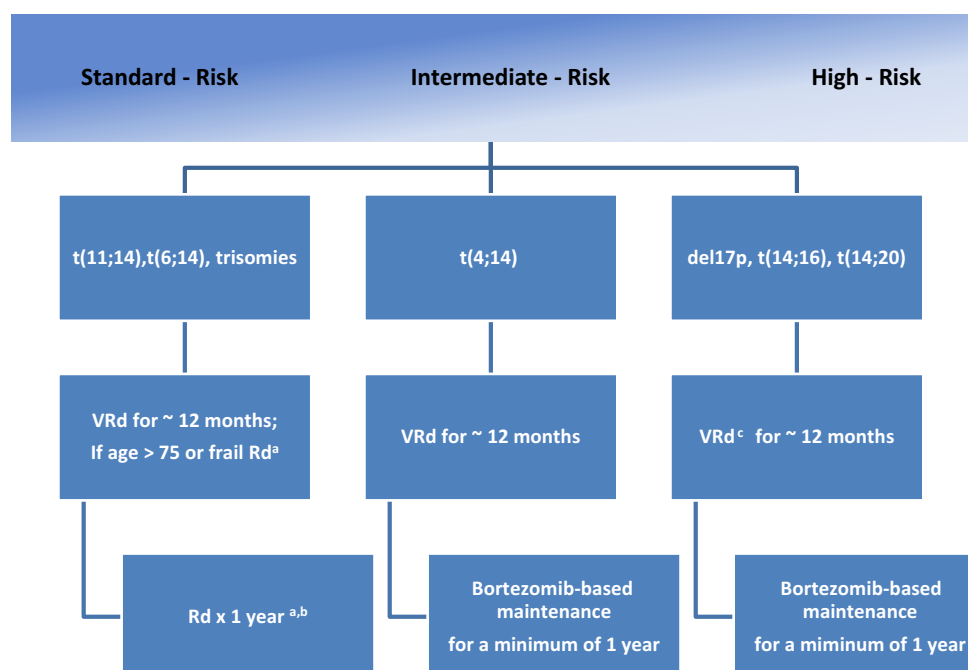 Standard - Risk
Intermediate - Risk
High - Risk
t(11;14),t(6;14), trisomies
t(4;14)
del17p, t(14;16), t(14;20)
VRd for ~ 12 months;
If age > 75 or frail Rdᵃ
VRd for ~ 12 months
VRd ᶜ for ~ 12 months
Rd x 1 year ᵃ,ᵇ
Bortezomib-based
maintenance
for a minimum of 1 year
Bortezomib-based
maintenance
for a miminum of 1 year